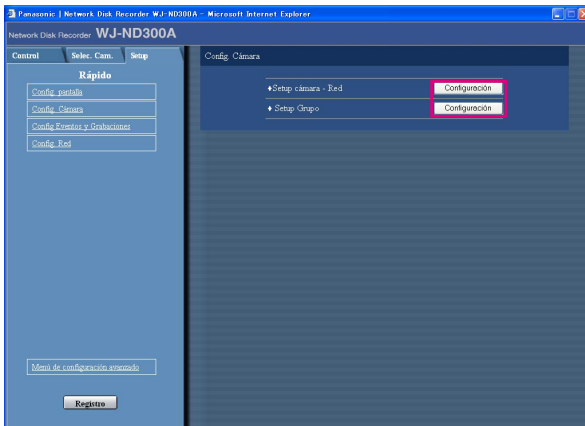 Panasonic | Network Disk Recorder WJ-ND300A - Microsoft Internet Explorer
Network Disk Recorder WJ-ND300A
Control Selec. Cam. Setup
Rápido
Config. pantalla
Config. Cámara
Config Eventos y Grabaciones
Config. Red
Menú de configuración avanzado
Registro
Config. Cámara
♦Setup cámara - Red Configuración
♦ Setup Grupo Configuración